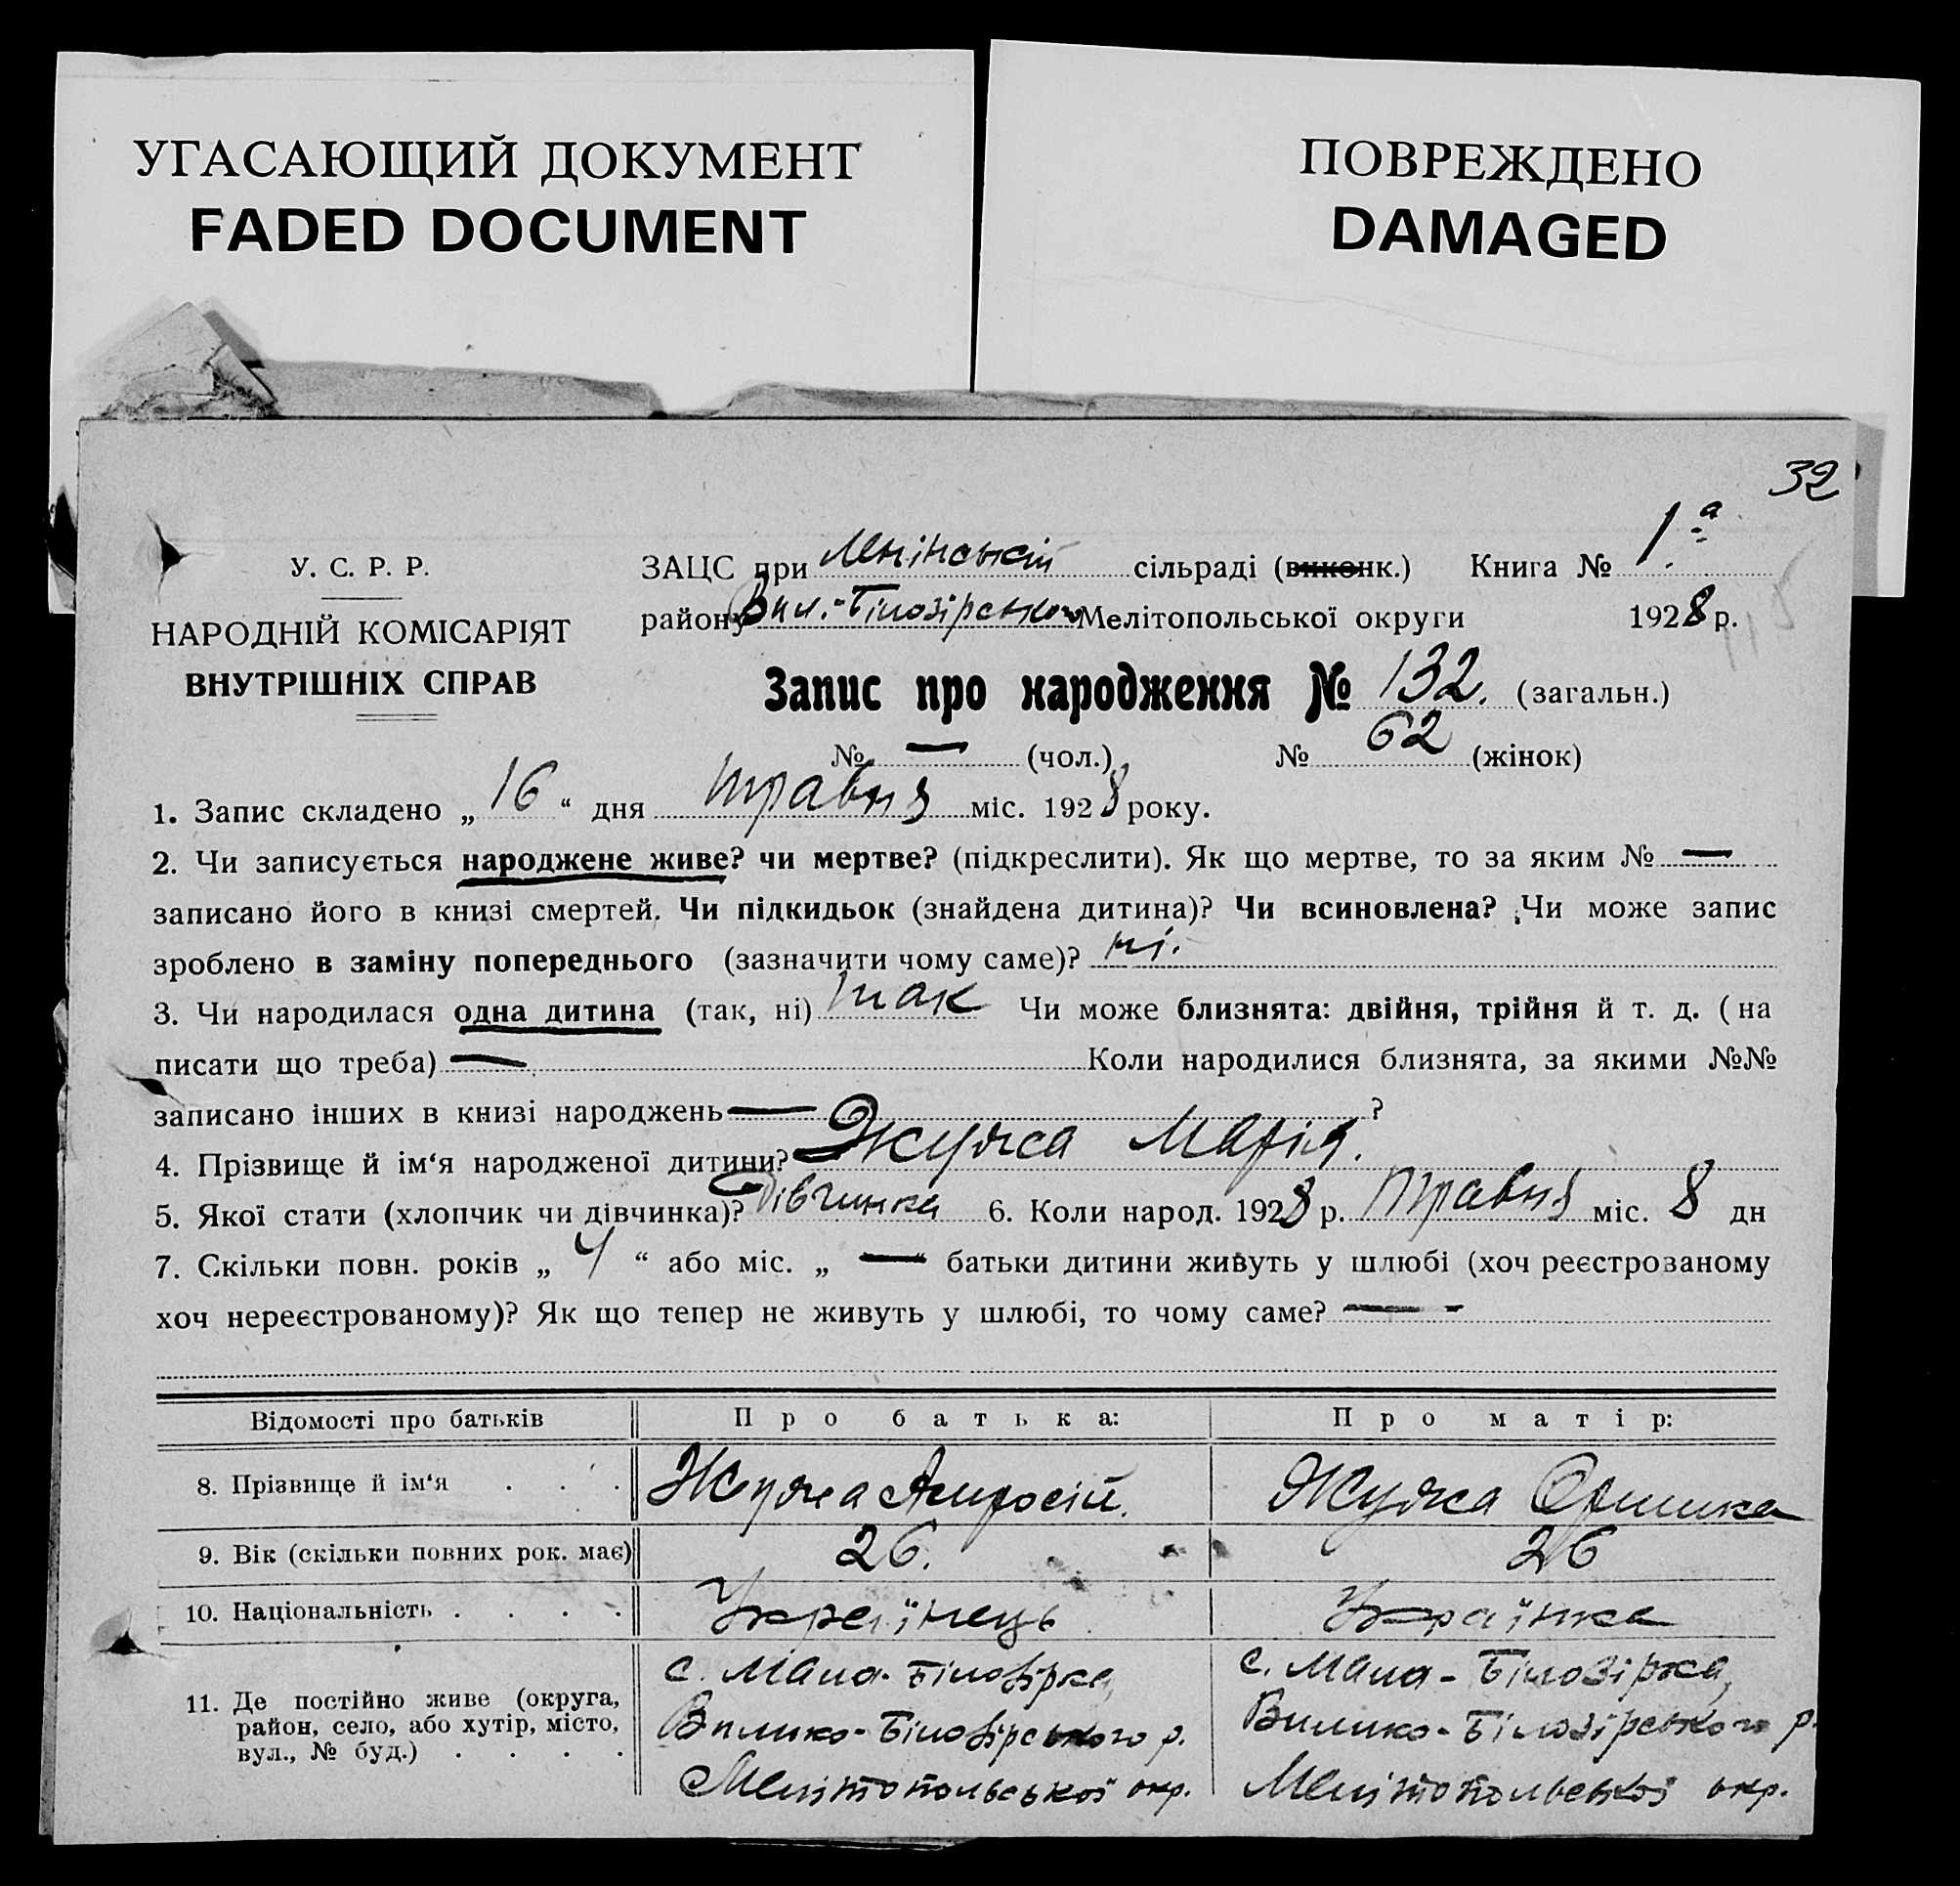 УГАСАЮЩИЙ ДОКУМЕНТ
FADED DOCUMENT
ПОВРЕЖДЕНО
DAMAGED
32
У. С. Р. Р.
НАРОДНІЙ КОМІСАРІЯТ
ВНУТРІШНІХ СПРАВ
ЗАЦС при Ленінській сільраді (виконк.) Книга № 1а
району Вил.-Білозірськом Мелітопольської округи 1928 р.
Запис про народження № 132. (загальн.)
№ — (чол.) № 62 (жінок)
1. Запис складено „ 16 “ дня травня міс. 1928 року.
2. Чи записується народжене живе? чи мертве? (підкреслити). Як що мертве, то за яким № —
записано його в книзі смертей. Чи підкидьок (знайдена дитина)? Чи всиновлена? Чи може запис
зроблено в заміну попереднього (зазначити чому саме)? ні.
3. Чи народилася одна дитина (так, ні) так Чи може близнята: двійня, трійня й т. д. (на
писати що треба) — Коли народилися близнята, за якими №№
записано інших в книзі народжень — ?
4. Прізвище й ім‘я народженої дитини? Марія.
5. Якої стати (хлопчик чи дівчинка)? дівчинка 6. Коли народ. 1928 р. травня міс. 8 дн
7. Скільки повн. років „ 4 “ або міс. „ — “ батьки дитини живуть у шлюбі (хоч реєстрованому
хоч нереєстрованому)? Як що тепер не живуть у шлюбі, то чому саме? — -
Відомості про батьків Про батька: Про матір:
8. Прізвище й ім‘я . . .
9. Вік (скільки повних рок. має) 26. 26
10. Національність . . . . Українець Українка
11. Де постійно живе (округа,
район, село, або хутір, місто,
вул., № буд.) . . . .
с. Мала-Білозірка,
Вилико-Білозірського р.
Мелітопольської окр.
с. Мала-Білозірка,
Вилико-Білозірського р.
Мелітопольської окр.